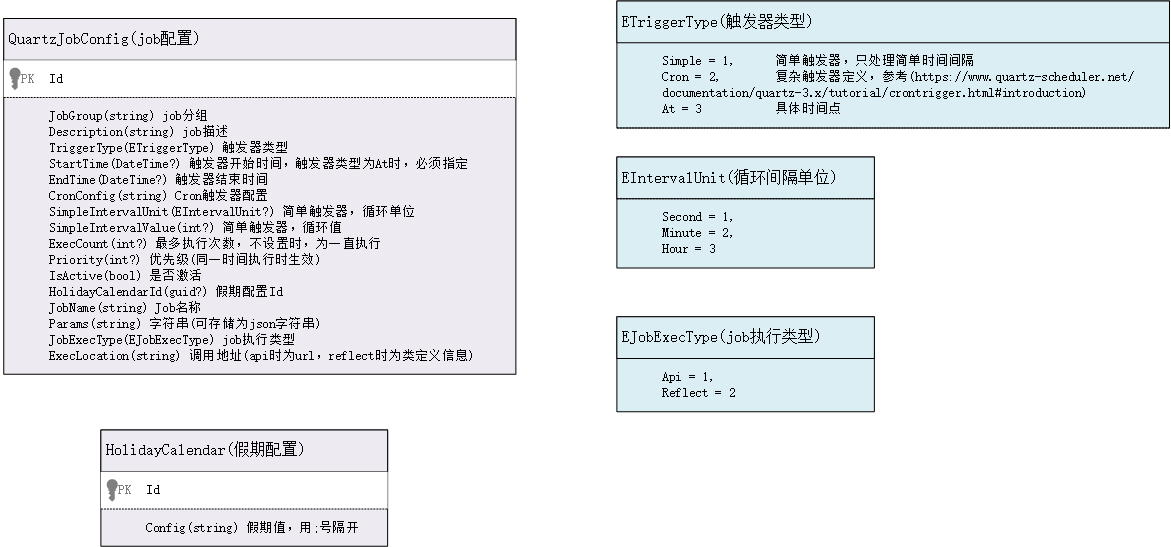 QuartzJobConfig(job配置)
PK Id
JobGroup(string) job分组
Description(string) job描述
TriggerType(ETriggerType) 触发器类型
StartTime(DateTime?) 触发器开始时间，触发器类型为At时，必须指定
EndTime(DateTime?) 触发器结束时间
CronConfig(string) Cron触发器配置
SimpleIntervalUnit(EIntervalUnit?) 简单触发器，循环单位
SimpleIntervalValue(int?) 简单触发器，循环值
ExecCount(int?) 最多执行次数，不设置时，为一直执行
Priority(int?) 优先级(同一时间执行时生效)
IsActive(bool) 是否激活
HolidayCalendarId(guid?) 假期配置Id
JobName(string) Job名称
Params(string) 字符串(可存储为json字符串)
JobExecType(EJobExecType) job执行类型
ExecLocation(string) 调用地址(api时为url，reflect时为类定义信息)
HolidayCalendar(假期配置)
PK Id
Config(string) 假期值，用;号隔开
ETriggerType(触发器类型)
Simple = 1, 简单触发器，只处理简单时间间隔
Cron = 2, 复杂触发器定义，参考(https://www.quartz-scheduler.net/
documentation/quartz-3.x/tutorial/crontrigger.html#introduction)
At = 3 具体时间点
EIntervalUnit(循环间隔单位)
Second = 1,
Minute = 2,
Hour = 3
EJobExecType(job执行类型)
Api = 1,
Reflect = 2